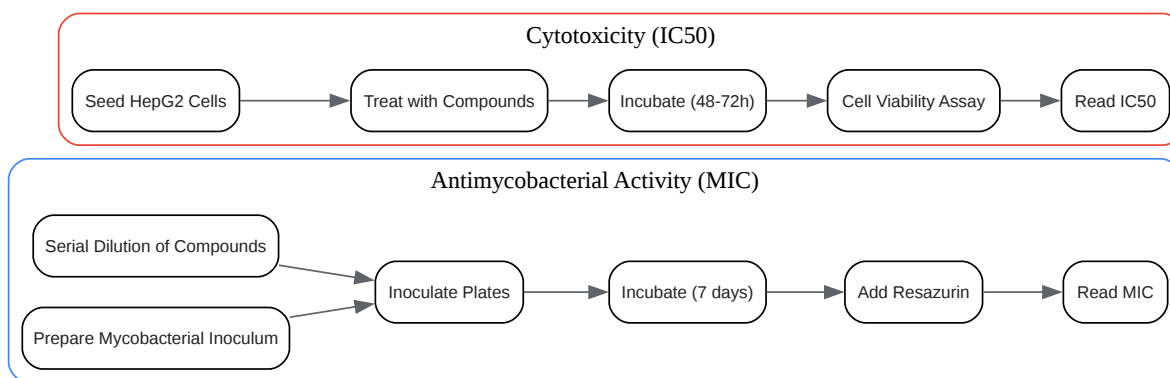 Cytotoxicity (IC50)
Seed HepG2 Cells
Treat with Compounds
Incubate (48-72h)
Cell Viability Assay
Read IC50
Antimycobacterial Activity (MIC)
Serial Dilution of Compounds
Prepare Mycobacterial Inoculum
Inoculate Plates
Incubate (7 days)
Add Resazurin
Read MIC